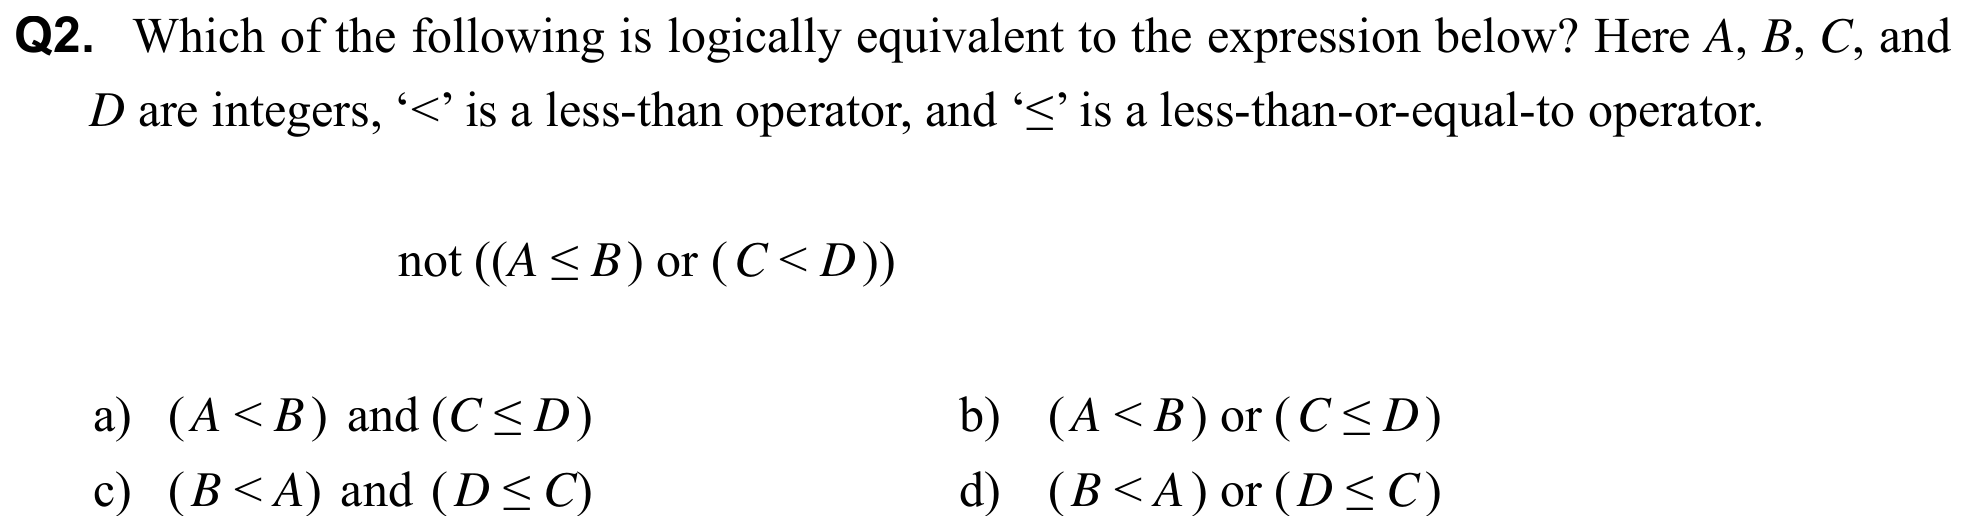 Q2. Which of the following is logically equivalent to the expression below? Here A, B, C, and
D are integers, ‘<’ is a less-than operator, and ‘≤’ is a less-than-or-equal-to operator.
not ((A ≤ B) or (C < D))
a) (A < B) and (C ≤ D) b) (A < B) or (C ≤ D)
c) (B < A) and (D ≤ C) d) (B < A) or (D ≤ C)